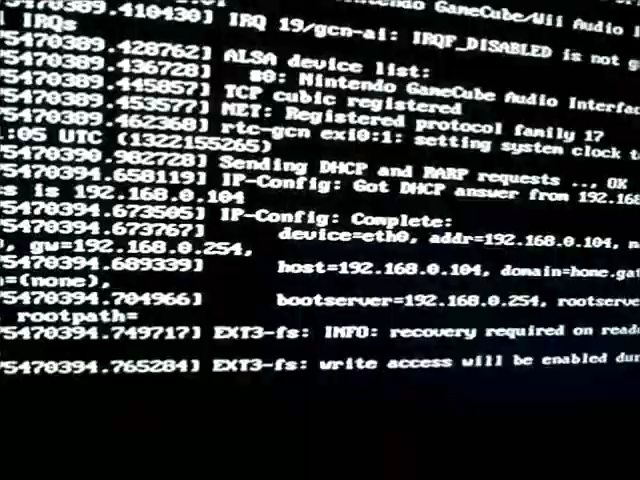 Nintendo GameCube/Wii Audio I
5470389.410430] IRQ 19/gcn-ai: IRQF_DISABLED is not g
IRQs
5470389.428762] ALSA device list:
5470389.436728] #0: Nintendo GameCube Audio Interfa
5470389.445857] TCP cubic registered
5470389.453577] NET: Registered protocol family 17
5470389.462368] rtc-gcn exi0:1: setting system clock t
:05 UTC (1322155265)
5470390.982728] Sending DHCP and RARP requests .., OK
5470394.658119] IP-Config: Got DHCP answer from 192.168
s is 192.168.0.104
5470394.673505] IP-Config: Complete:
5470394.673767] device=eth0, addr=192.168.0.104, m
, gw=192.168.0.254,
5470394.689339] host=192.168.0.104, domain=home.gat
=(none),
5470394.704966] bootserver=192.168.0.254, rootserve
rootpath=
5470394.749717] EXT3-fs: INFO: recovery required on reado
5470394.765284] EXT3-fs: write access will be enabled dur